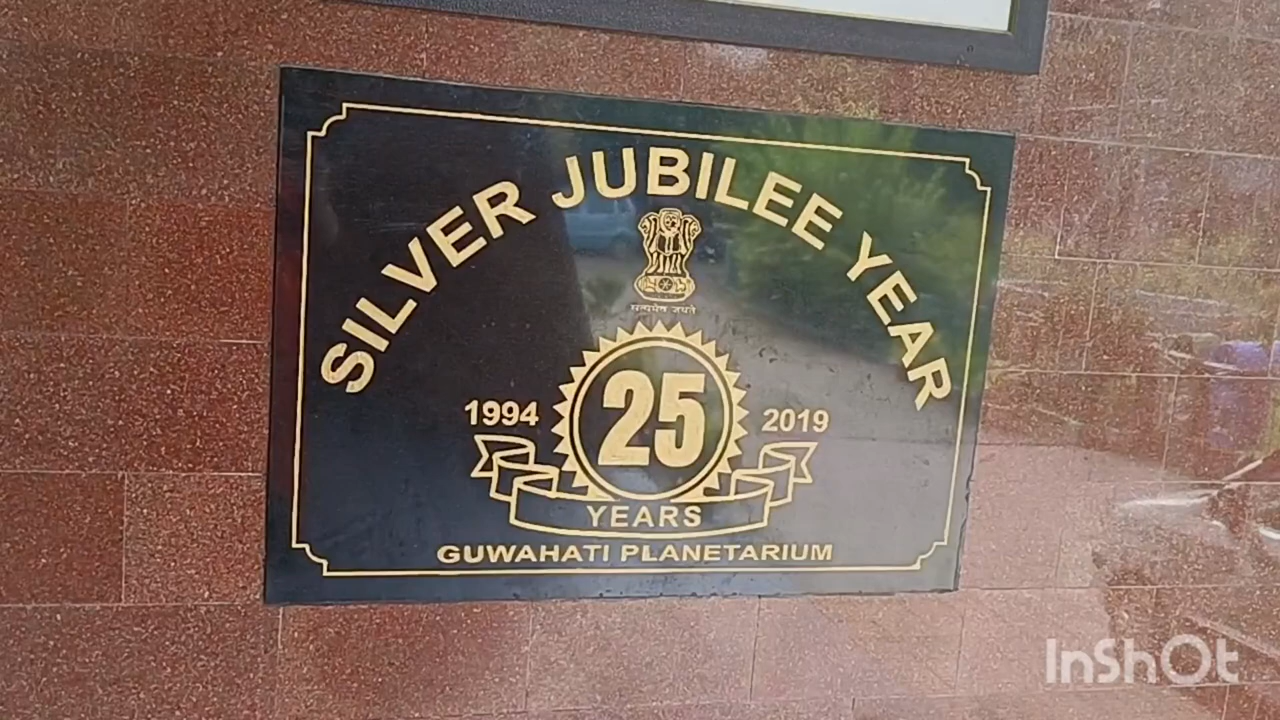 SILVER JUBILEE YEAR
सत्यमेव जयते
1994 25 2019
YEARS
GUWAHATI PLANETARIUM
InShOt